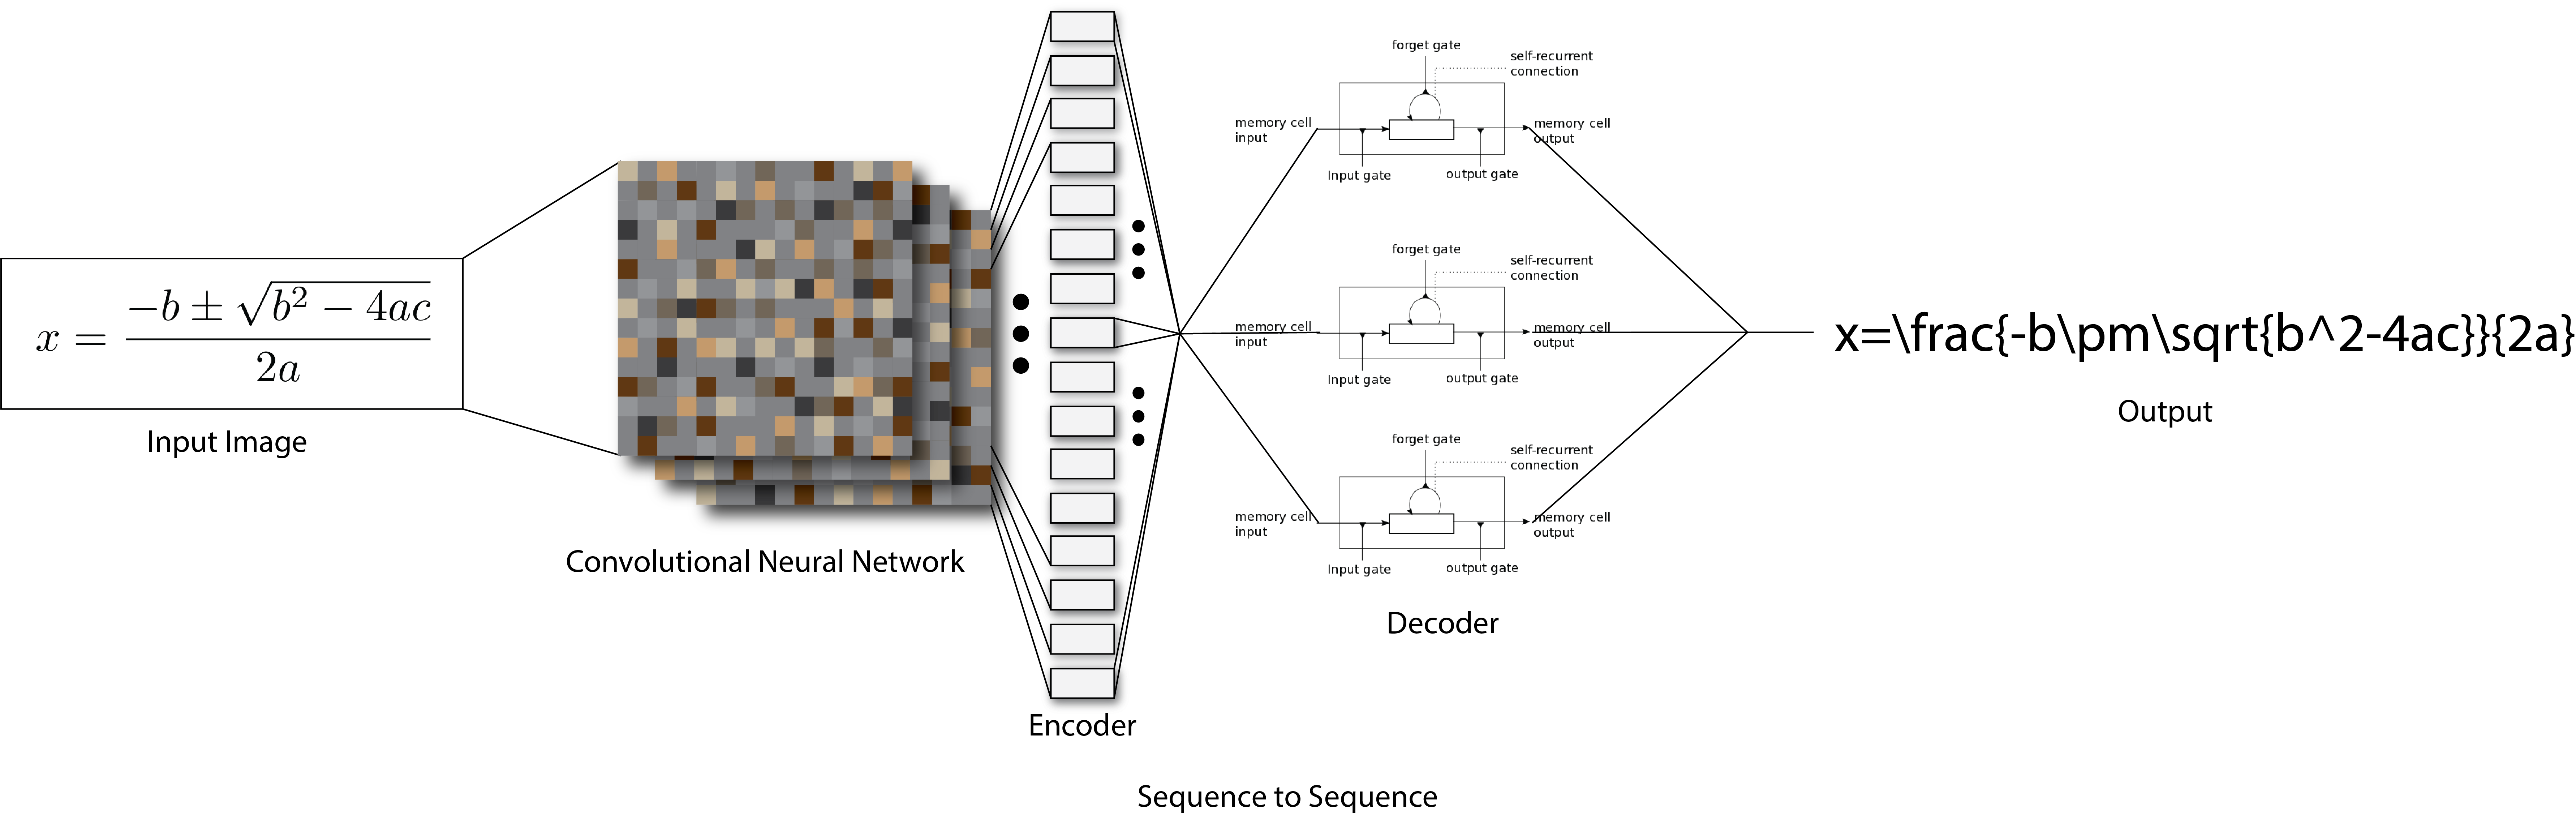 x = \frac{-b \pm \sqrt{b^2 - 4ac}}{2a}
Input Image
Convolutional Neural Network
Encoder
forget gate
self-recurrent
connection
memory cell
input
memory cell
output
Input gate
output gate
forget gate
self-recurrent
connection
memory cell
input
memory cell
output
Input gate
output gate
forget gate
self-recurrent
connection
memory cell
input
memory cell
output
Input gate
output gate
Decoder
x=\frac{-b\pm\sqrt{b^2-4ac}}{2a}
Output
Sequence to Sequence